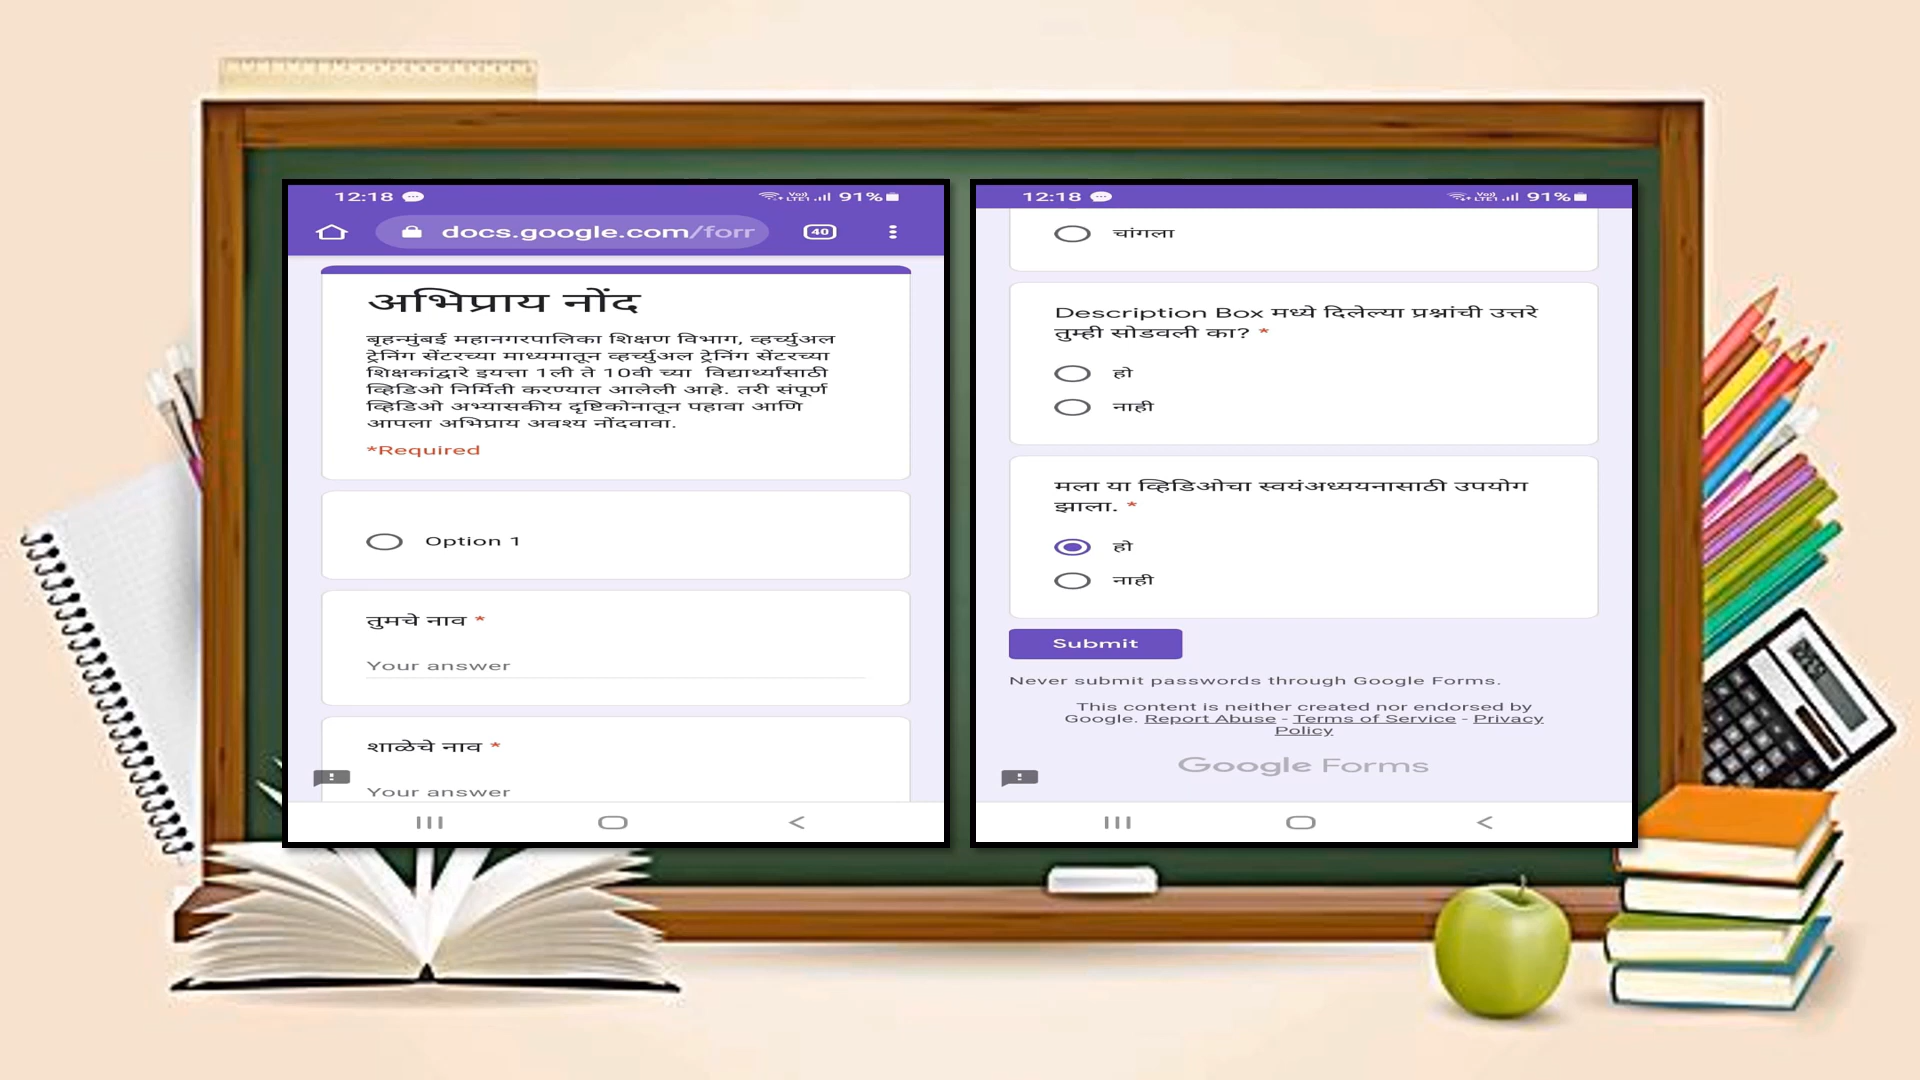 12:18
91%
docs.google.com/forr
40
अभिप्राय नोंद
बृहन्मुंबई महानगरपालिका शिक्षण विभाग, व्हर्च्युअल
ट्रेनिंग सेंटरच्या माध्यमातून व्हर्च्युअल ट्रेनिंग सेंटरच्या
शिक्षकांद्वारे इयत्ता 1ली ते 10वी च्या विद्यार्थ्यांसाठी
व्हिडिओ निर्मिती करण्यात आलेली आहे. तरी संपूर्ण
व्हिडिओ अभ्यासकीय दृष्टिकोनातून पहावा आणि
आपला अभिप्राय अवश्य नोंदवावा.
*Required
Option 1
तुमचे नाव *
Your answer
शाळेचे नाव *
Your answer
12:18
91%
चांगला
Description Box मध्ये दिलेल्या प्रश्नांची उत्तरे
तुम्ही सोडवली का? *
हो
नाही
मला या व्हिडिओचा स्वयंअध्ययनासाठी उपयोग
झाला. *
हो
नाही
Submit
Never submit passwords through Google Forms.
This content is neither created nor endorsed by
Google. Report Abuse - Terms of Service - Privacy
Policy
Google Forms